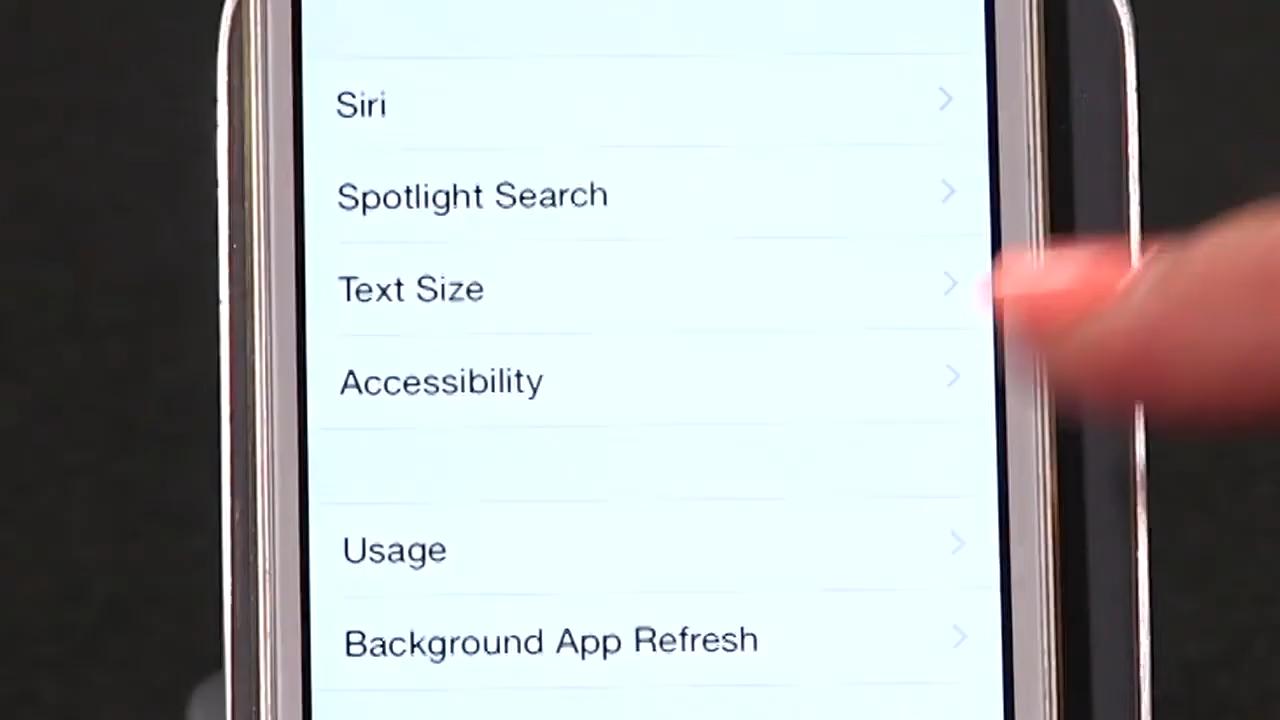 Siri
Spotlight Search
Text Size
Accessibility
Usage
Background App Refresh